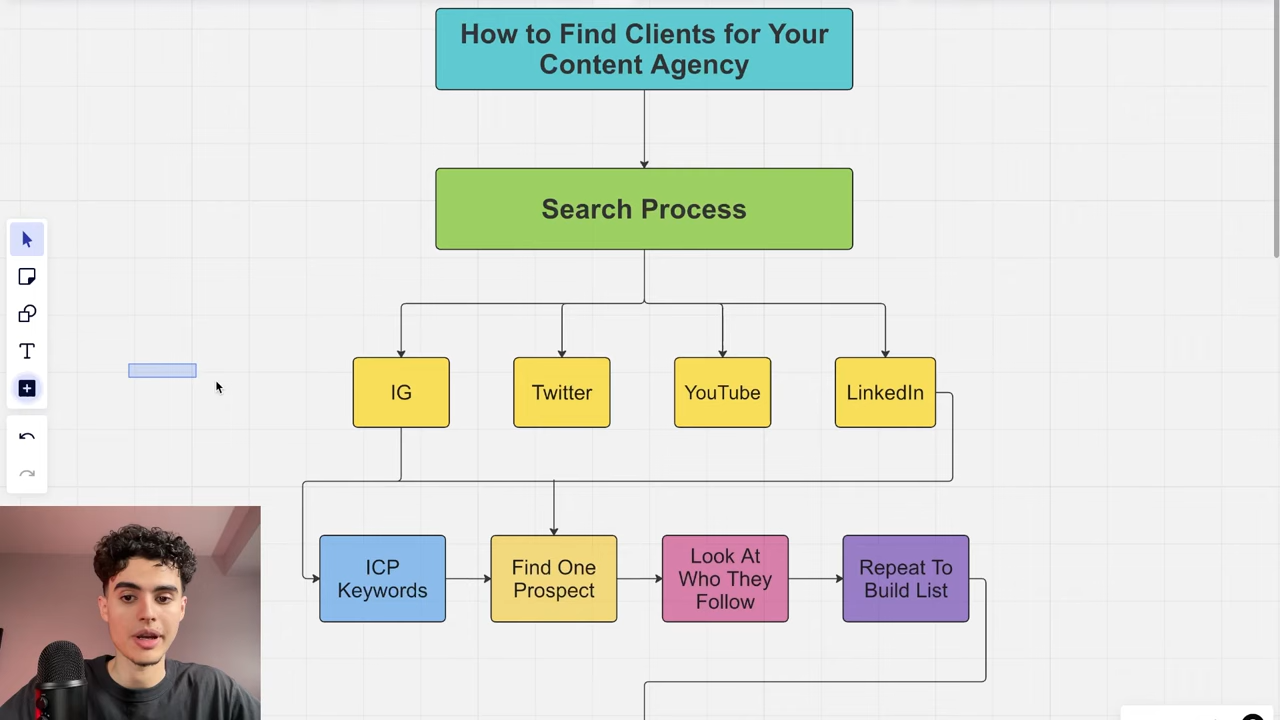 How to Find Clients for Your
Content Agency
Search Process
IG
Twitter
YouTube
LinkedIn
ICP
Keywords
Find One
Prospect
Look At
Who They
Follow
Repeat To
Build List
T